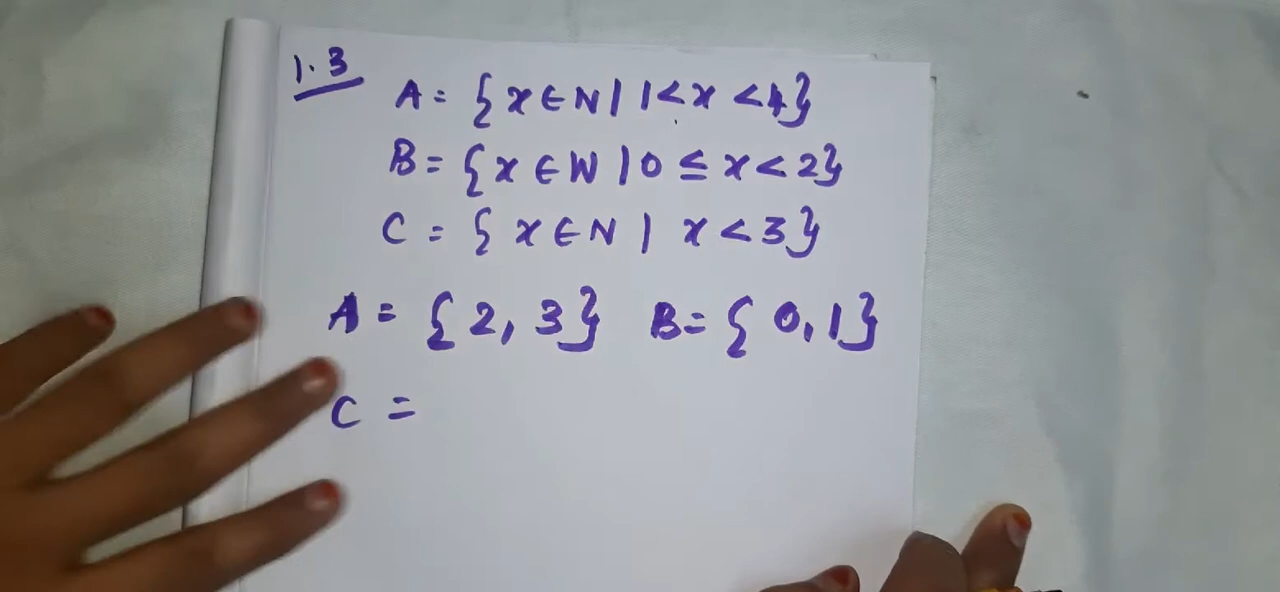 1.3
A = {x ∈ N | 1 < x < 4}
B = {x ∈ W | 0 ≤ x < 2}
C = {x ∈ N | x < 3}
A = {2, 3} B = {0, 1}
C =